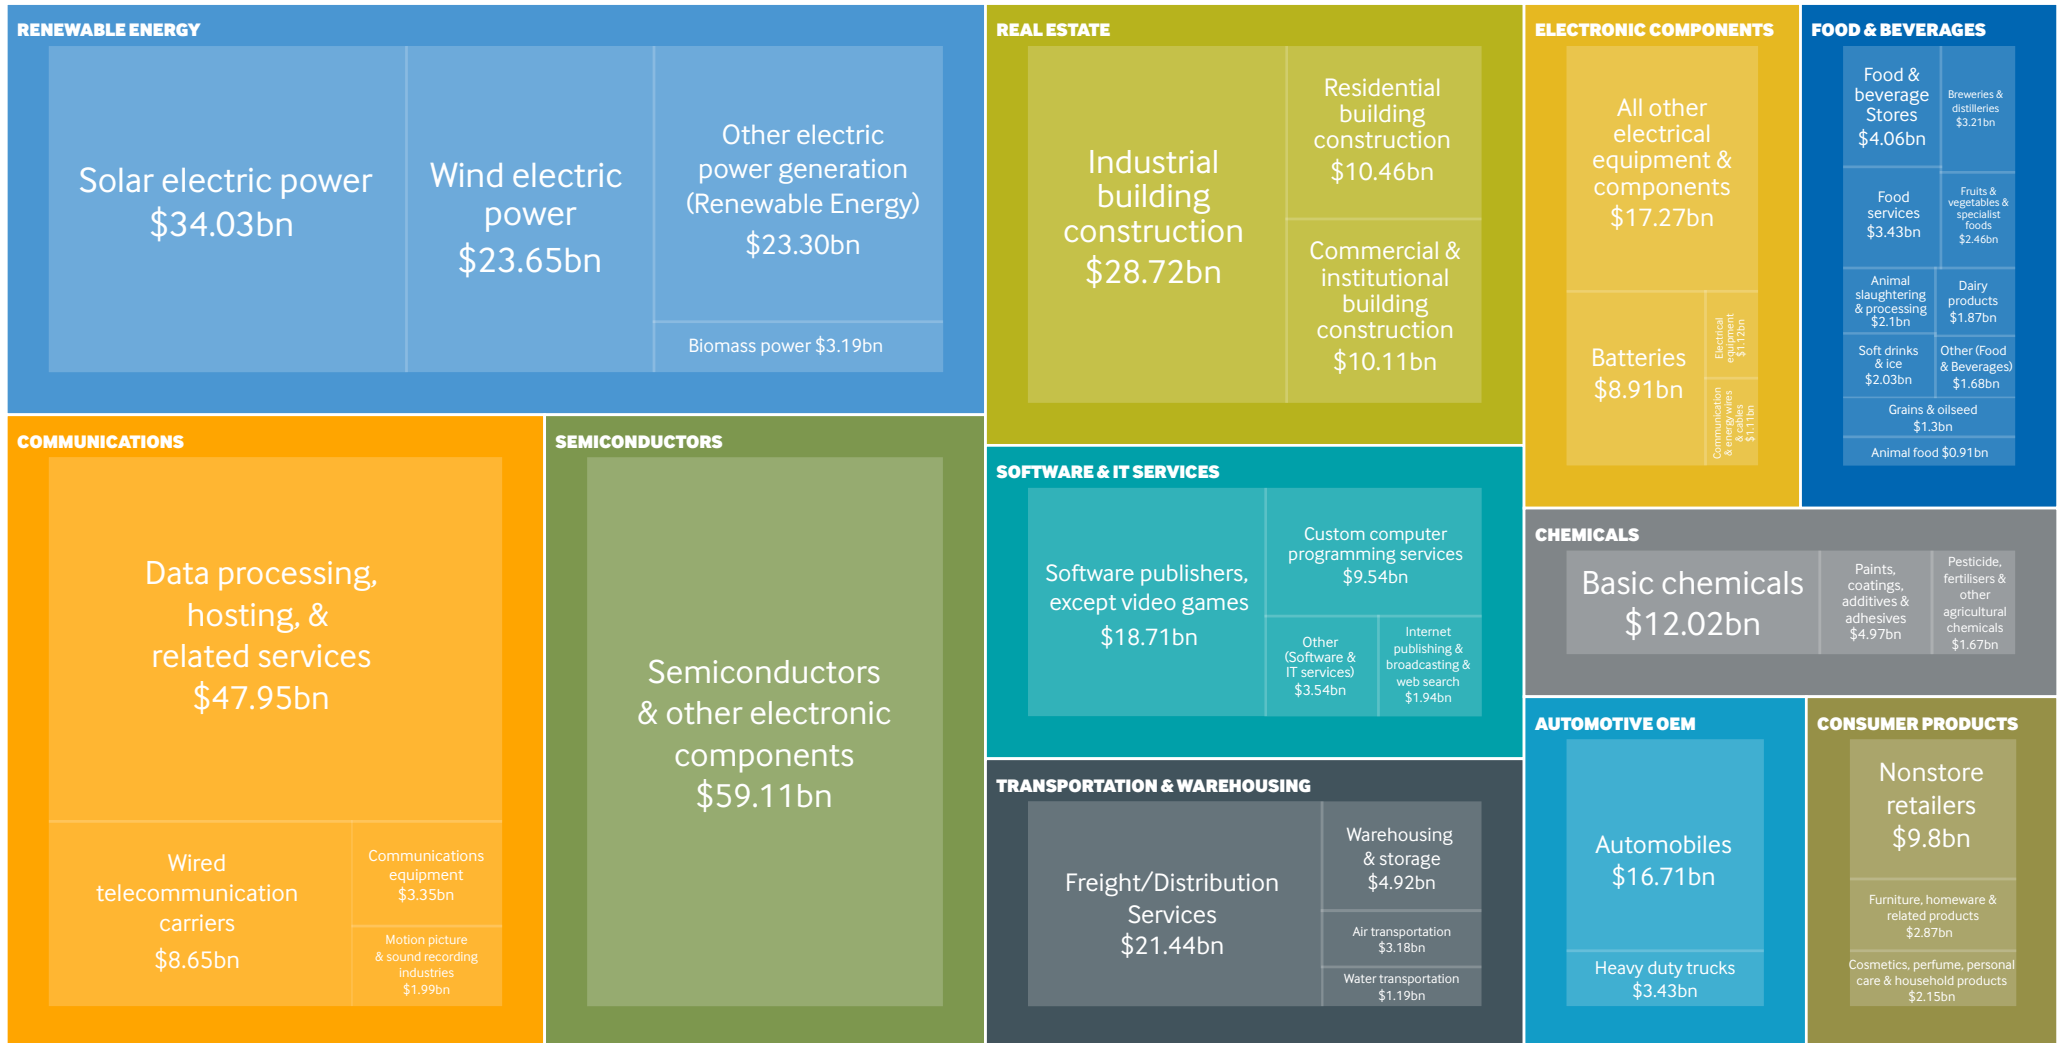 RENEWABLE ENERGY
Solar electric power
$34.03bn
Wind electric
power
$23.65bn
Other electric
power generation
(Renewable Energy)
$23.30bn
Biomass power $3.19bn
COMMUNICATIONS
Data processing,
hosting, &
related services
$47.95bn
Wired
telecommunication
carriers
$8.65bn
Communications
equipment
$3.35bn
Motion picture
& sound recording
industries
$1.99bn
SEMICONDUCTORS
Semiconductors
& other electronic
components
$59.11bn
REAL ESTATE
Industrial
building
construction
$28.72bn
Residential
building
construction
$10.46bn
Commercial &
institutional
building
construction
$10.11bn
SOFTWARE & IT SERVICES
Software publishers,
except video games
$18.71bn
Custom computer
programming services
$9.54bn
Other
(Software &
IT services)
$3.54bn
Internet
publishing &
broadcasting &
web search
$1.94bn
TRANSPORTATION & WAREHOUSING
Freight/Distribution
Services
$21.44bn
Warehousing
& storage
$4.92bn
Air transportation
$3.18bn
Water transportation
$1.19bn
ELECTRONIC COMPONENTS
All other
electrical
equipment &
components
$17.27bn
Batteries
$8.91bn
Electrical
equipment
$1.12bn
Communication
& energy wires
& cables
$1.11bn
FOOD & BEVERAGES
Food &
beverage
Stores
$4.06bn
Breweries &
distilleries
$3.21bn
Food
services
$3.43bn
Fruits &
vegetables &
specialist
foods
$2.46bn
Animal
slaughtering
& processing
$2.1bn
Dairy
products
$1.87bn
Soft drinks
& ice
$2.03bn
Other (Food
& Beverages)
$1.68bn
Grains & oilseed
$1.3bn
Animal food $0.91bn
CHEMICALS
Basic chemicals
$12.02bn
Paints,
coatings,
additives &
adhesives
$4.97bn
Pesticide,
fertilisers &
other
agricultural
chemicals
$1.67bn
AUTOMOTIVE OEM
Automobiles
$16.71bn
Heavy duty trucks
$3.43bn
CONSUMER PRODUCTS
Nonstore
retailers
$9.8bn
Furniture, homeware &
related products
$2.87bn
Cosmetics, perfume, personal
care & household products
$2.15bn